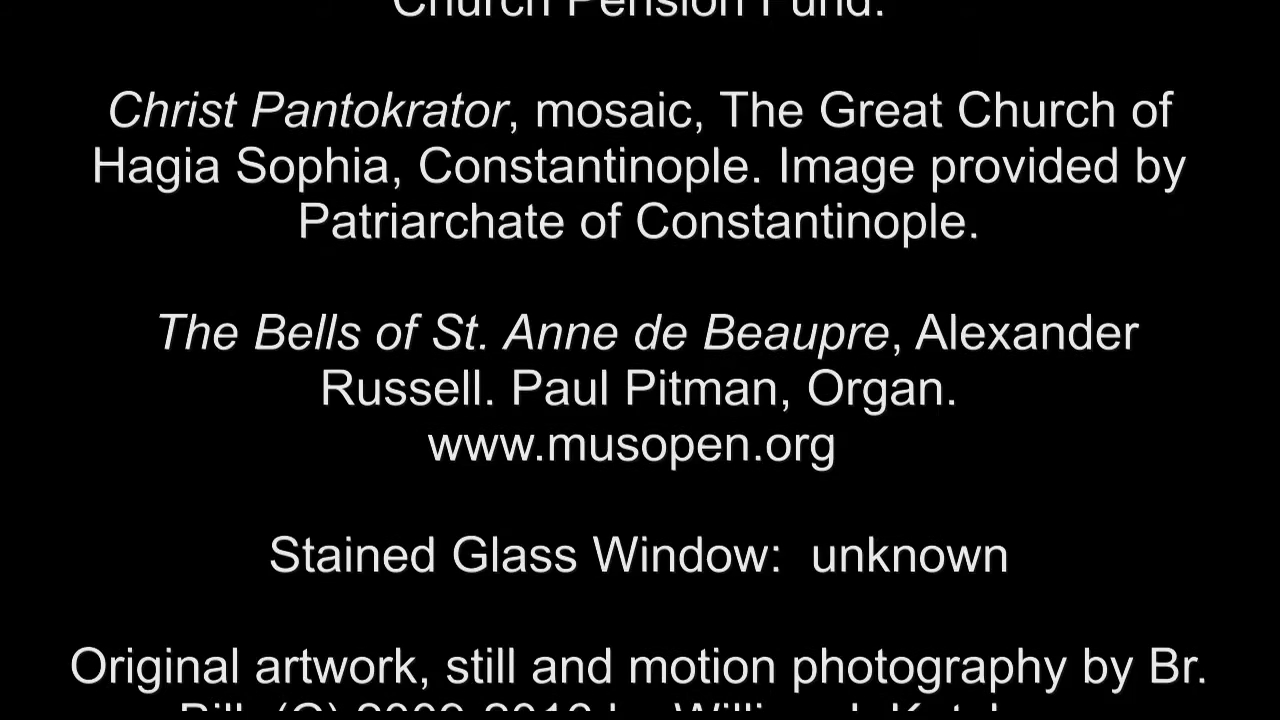 Church Pension Fund.
Christ Pantokrator, mosaic, The Great Church of
Hagia Sophia, Constantinople. Image provided by
Patriarchate of Constantinople.
The Bells of St. Anne de Beaupre, Alexander
Russell. Paul Pitman, Organ.
www.musopen.org
Stained Glass Window:  unknown
Original artwork, still and motion photography by Br.